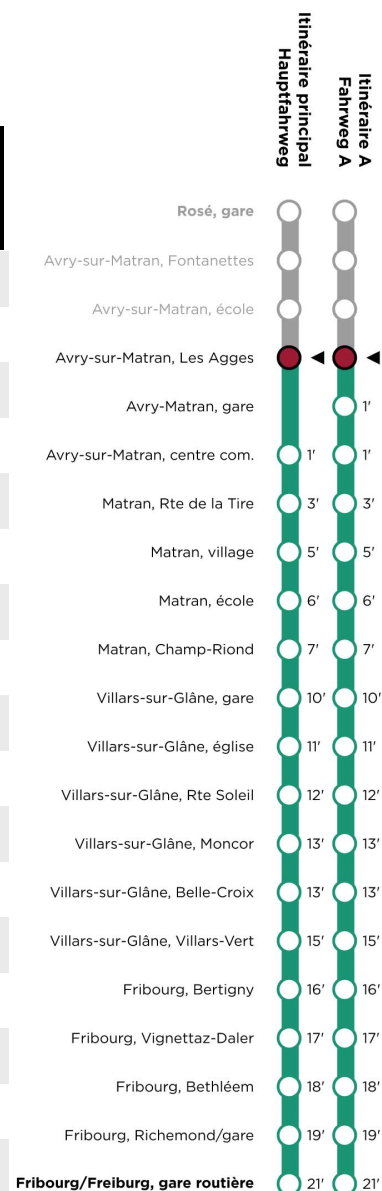 Itinéraire principal
Hauptfahrweg
Itinéraire A
Fahrweg A
Rosé, gare
Avry-sur-Matran, Fontanettes
Avry-sur-Matran, école
Avry-sur-Matran, Les Agges
Avry-Matran, gare 1'
Avry-sur-Matran, centre com. 1' 1'
Matran, Rte de la Tire 3' 3'
Matran, village 5' 5'
Matran, école 6' 6'
Matran, Champ-Riond 7' 7'
Villars-sur-Glâne, gare 10' 10'
Villars-sur-Glâne, église 11' 11'
Villars-sur-Glâne, Rte Soleil 12' 12'
Villars-sur-Glâne, Moncor 13' 13'
Villars-sur-Glâne, Belle-Croix 13' 13'
Villars-sur-Glâne, Villars-Vert 15' 15'
Fribourg, Bertigny 16' 16'
Fribourg, Vignettaz-Daler 17' 17'
Fribourg, Bethléem 18' 18'
Fribourg, Richemond/gare 19' 19'
Fribourg/Freiburg, gare routière 21' 21'